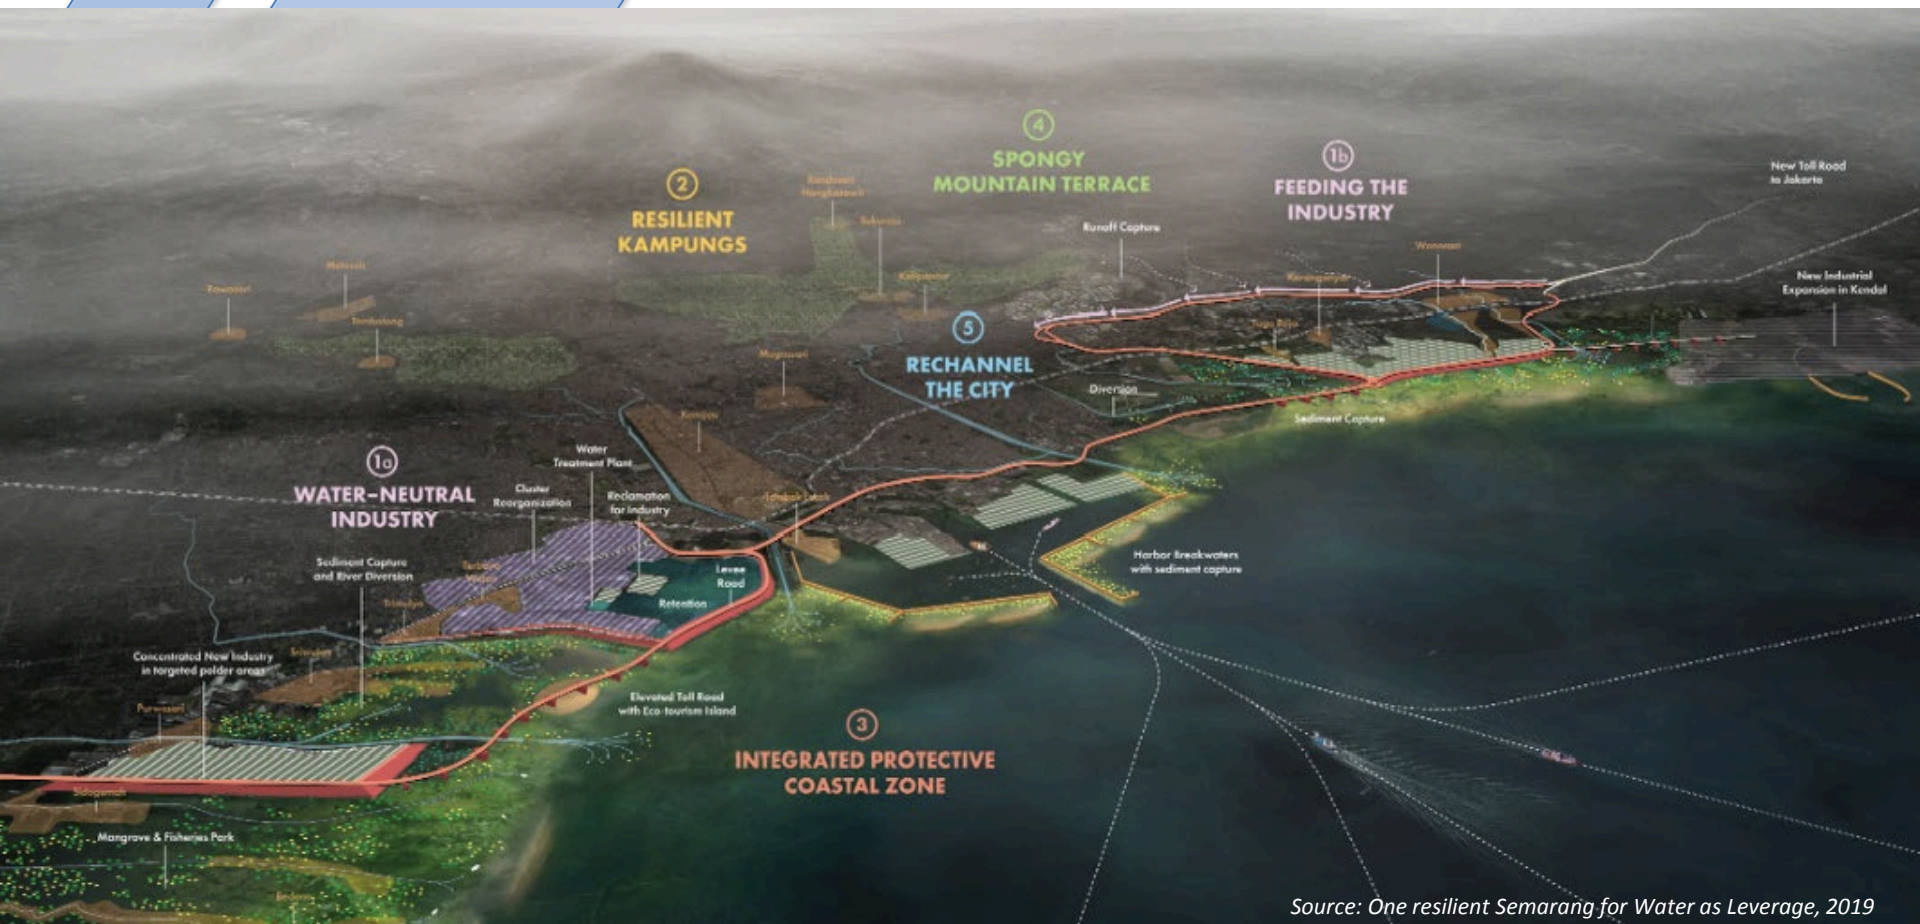 4
SPONGY
MOUNTAIN TERRACE
1b
FEEDING THE
INDUSTRY
New Toll Road
to Jakarta
2
RESILIENT
KAMPUNGS
Runoff Capture
Wonosari
New Industrial
Expansion in Kendal
5
RECHANNEL
THE CITY
Diversion
Sediment Capture
1a
WATER-NEUTRAL
INDUSTRY
Water
Treatment Plant
Cluster
Reorganization
Reclamation
for Industry
Sediment Capture
and River Diversion
Levee
Road
Retention
Harbor Breakwaters
with sediment capture
Concentrated New Industry
in targeted polder areas
Purwosari
Elevated Toll Road
with Eco-tourism Island
3
INTEGRATED PROTECTIVE
COASTAL ZONE
Mangrove & Fisheries Park
Source: One resilient Semarang for Water as Leverage, 2019